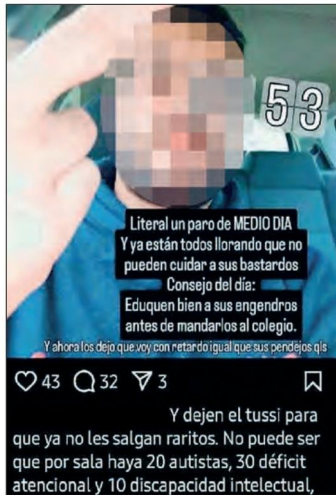 53
Literal un paro de MEDIO DIA
Y ya están todos llorando que no
pueden cuidar a sus bastardos
Consejo del día:
Eduquen bien a sus engendros
antes de mandarlos al colegio.
Y ahora los dejo que voy con retardo igual que sus pendejos qls
43 32 3
Y dejen el tussi para
que ya no les salgan raritos. No puede ser
que por sala haya 20 autistas, 30 déficit
atencional y 10 discapacidad intelectual,